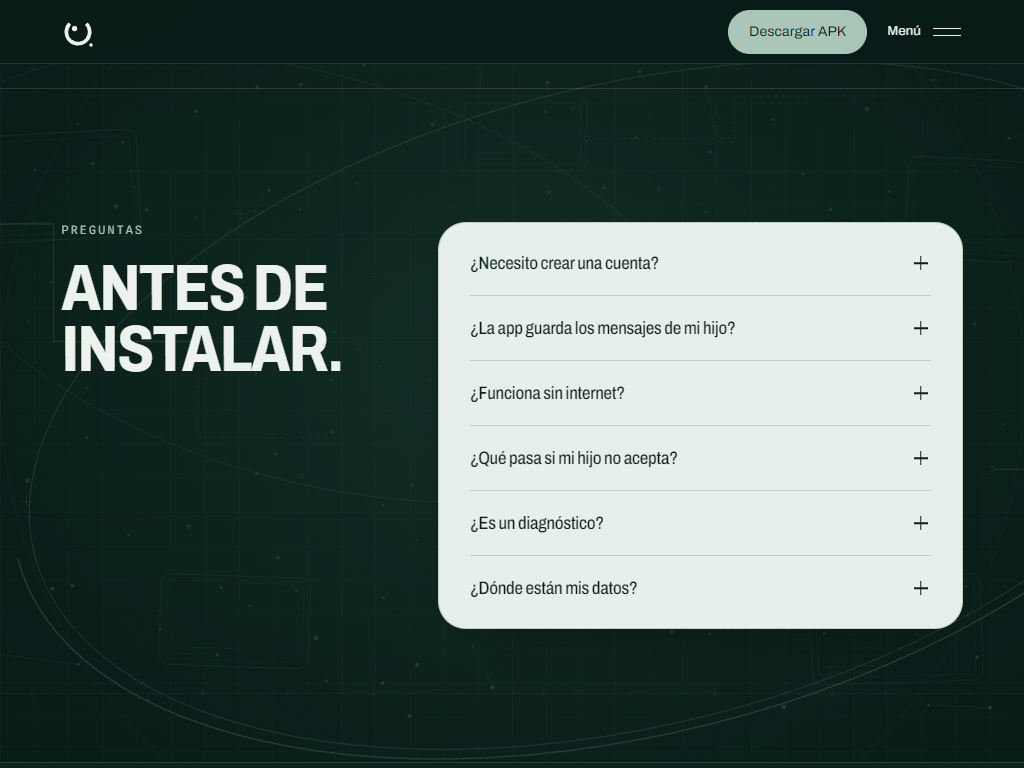 Descargar APK
Menú
PREGUNTAS
ANTES DE
INSTALAR.
¿Necesito crear una cuenta?
¿La app guarda los mensajes de mi hijo?
¿Funciona sin internet?
¿Qué pasa si mi hijo no acepta?
¿Es un diagnóstico?
¿Dónde están mis datos?